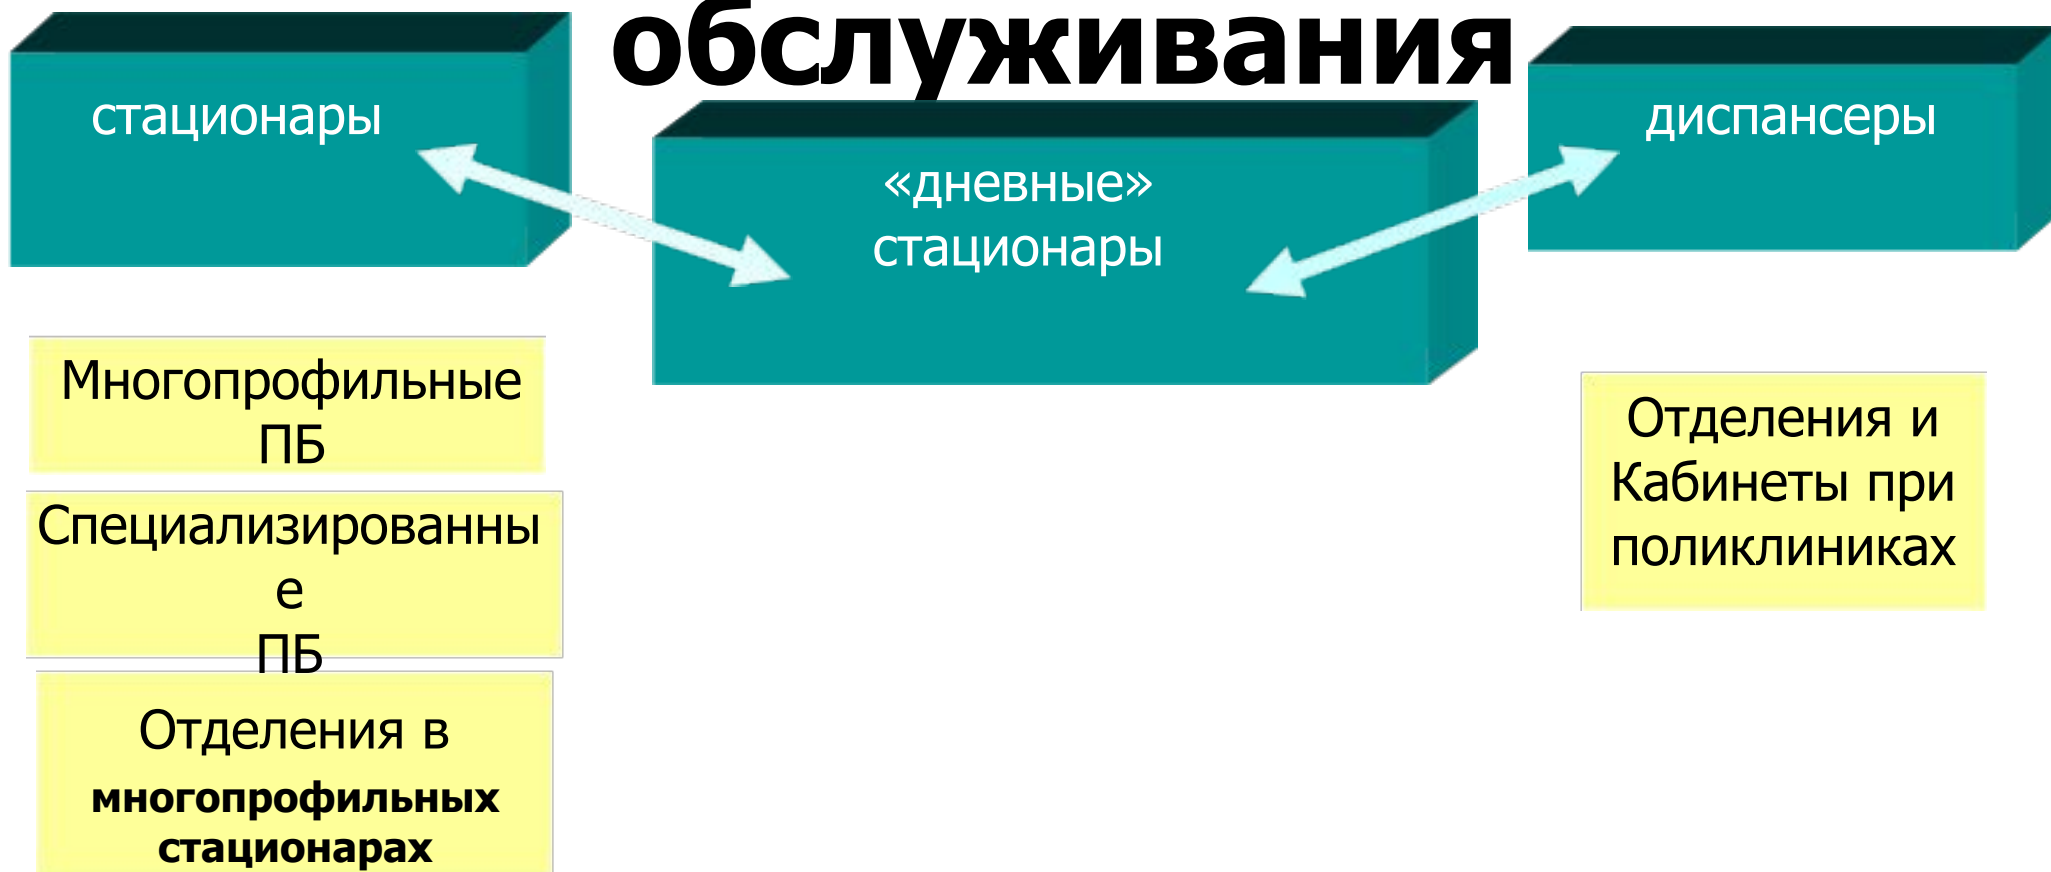 обслуживания
стационары
«дневные»
стационары
диспансеры
Многопрофильные
ПБ
Специализированны
е
ПБ
Отделения в
многопрофильных
стационарах
Отделения и
Кабинеты при
поликлиниках